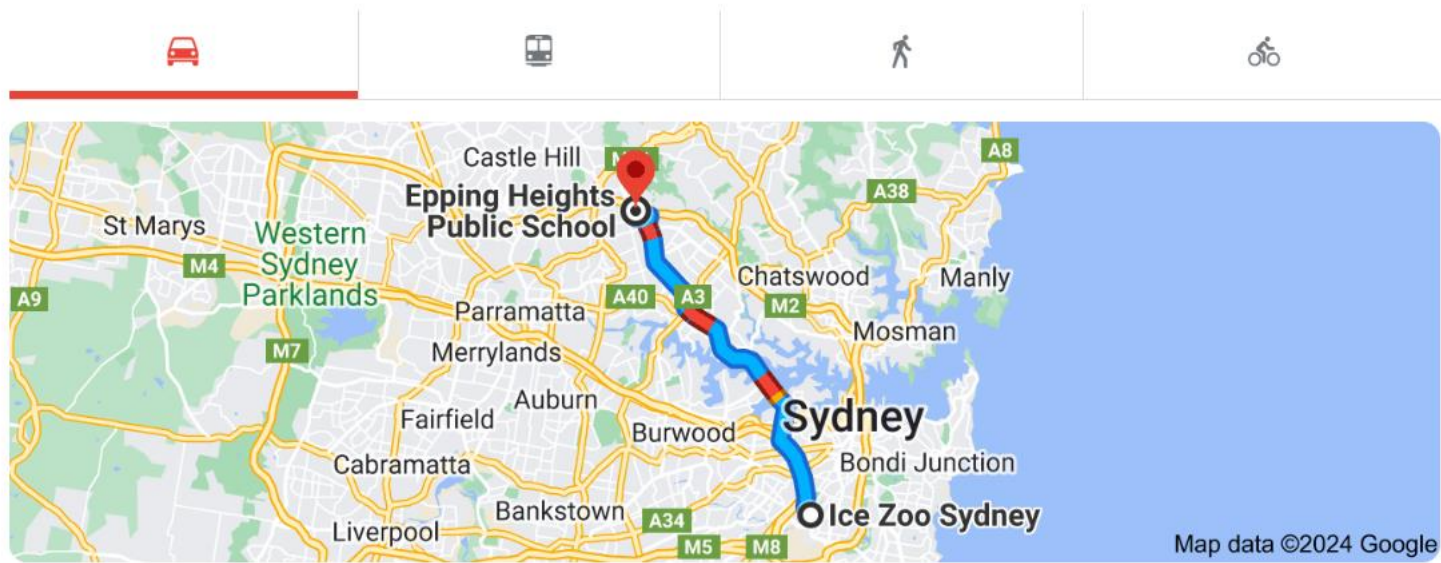 Castle Hill
A8
Epping Heights
Public School
A38
St Marys
Western
Sydney
Parklands
M4
Chatswood
Manly
A9
A40
A3
M2
Parramatta
Mosman
M7
Merrylands
Auburn
Fairfield
Sydney
Burwood
Cabramatta
Bondi Junction
Bankstown
Ice Zoo Sydney
A34
Liverpool
M5
M8
Map data ©2024 Google